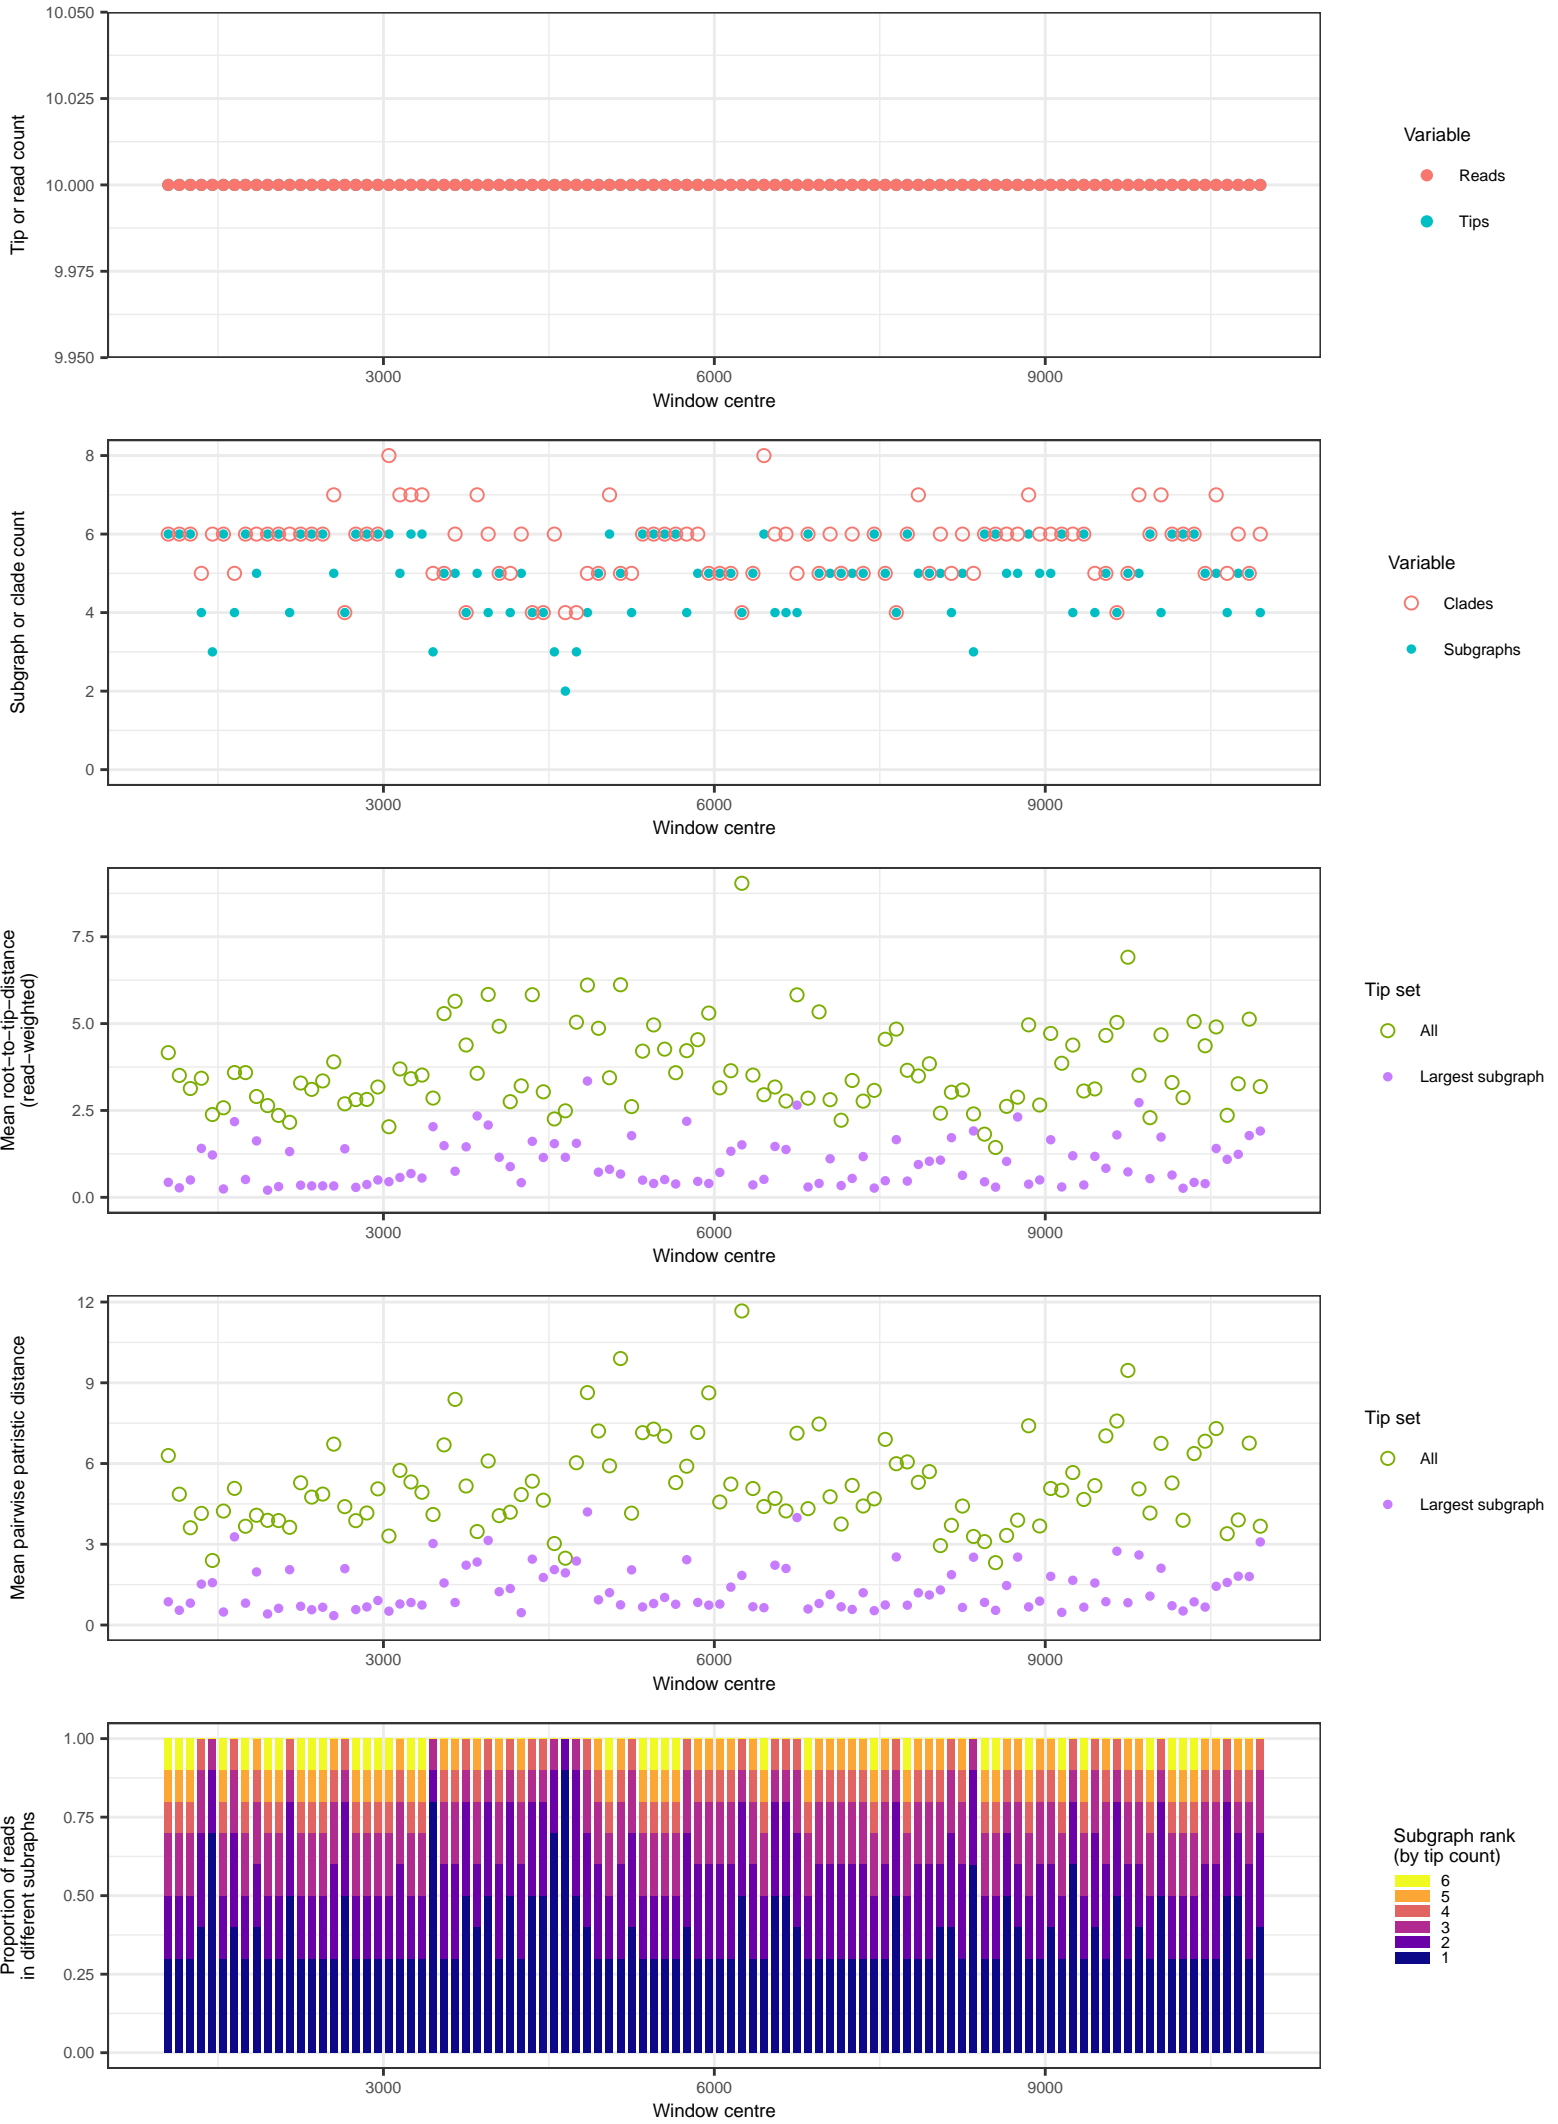 10.050
10.025
10.000
9.975
9.950
Tip or read count
3000
6000
9000
Window centre
Variable
Reads
Tips
8
6
4
2
0
Subgraph or clade count
3000
6000
9000
Window centre
Variable
Clades
Subgraphs
7.5
5.0
2.5
0.0
Mean root−to−tip−distance
(read−weighted)
3000
6000
9000
Window centre
Tip set
All
Largest subgraph
12
9
6
3
0
Mean pairwise patristic distance
3000
6000
9000
Window centre
Tip set
All
Largest subgraph
1.00
0.75
0.50
0.25
0.00
Proportion of reads
in different subraphs
3000
6000
9000
Window centre
Subgraph rank
(by tip count)
6
5
4
3
2
1